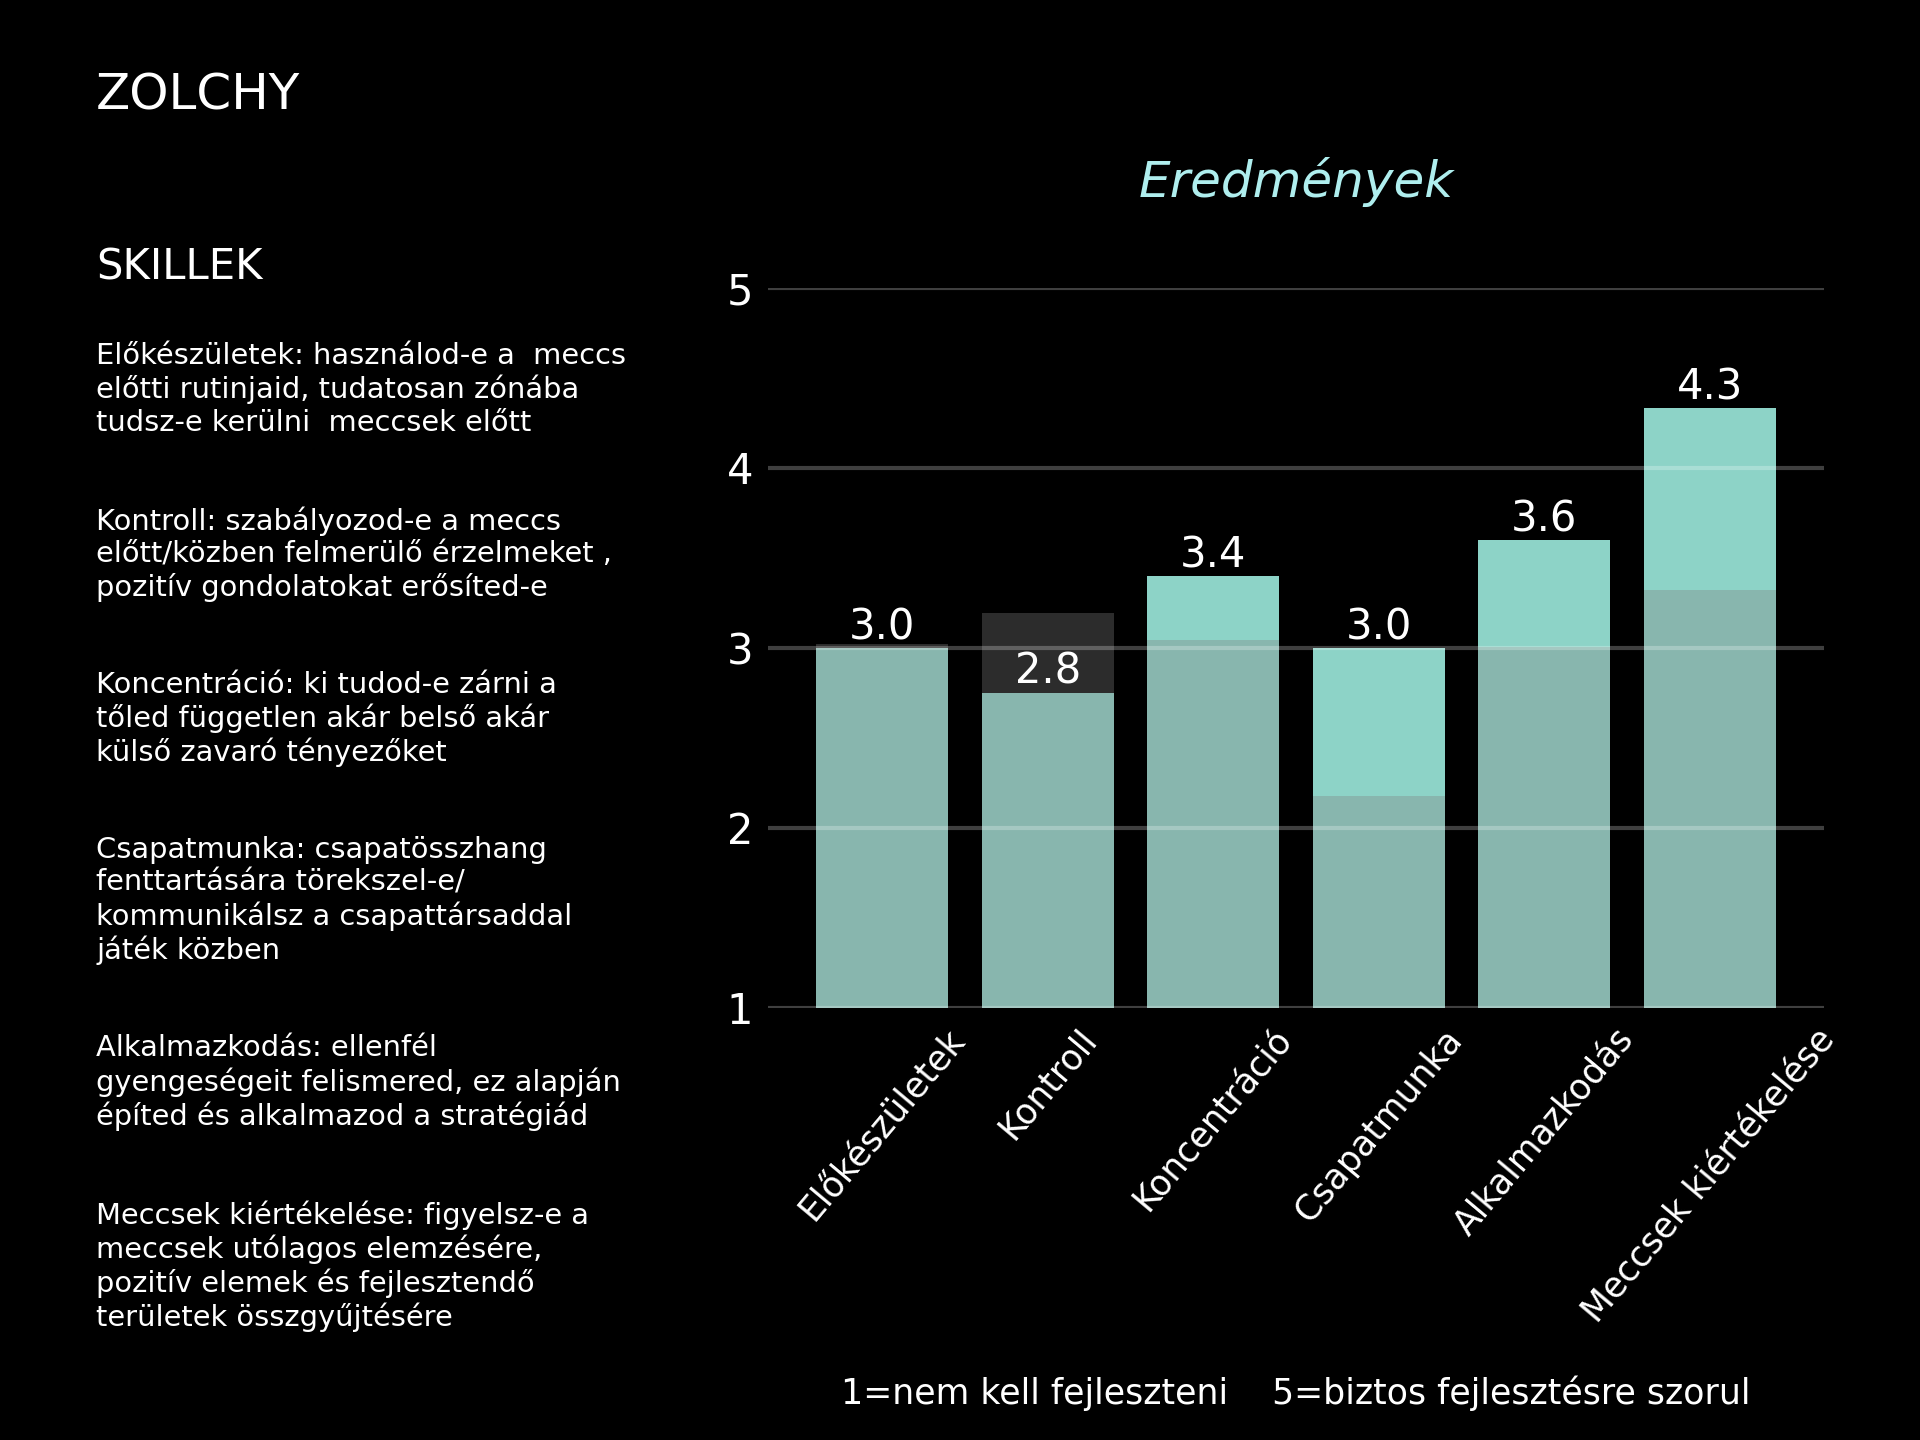 ZOLCHY
SKILLEK
Előkészületek: használod-e a  meccs
előtti rutinjaid, tudatosan zónába
tudsz-e kerülni  meccsek előtt
Kontroll: szabályozod-e a meccs
előtt/közben felmerülő érzelmeket ,
pozitív gondolatokat erősíted-e
Koncentráció: ki tudod-e zárni a
tőled független akár belső akár
külső zavaró tényezőket
Csapatmunka: csapatösszhang
fenttartására törekszel-e/
kommunikálsz a csapattársaddal
játék közben
Alkalmazkodás: ellenfél
gyengeségeit felismered, ez alapján
építed és alkalmazod a stratégiád
Meccsek kiértékelése: figyelsz-e a
meccsek utólagos elemzésére,
pozitív elemek és fejlesztendő
területek összgyűjtésére
Eredmények
5
4
3
2
1
3.0
2.8
3.4
3.0
3.6
4.3
Előkészületek
Kontroll
Koncentráció
Csapatmunka
Alkalmazkodás
Meccsek kiértékelése
1=nem kell fejleszteni    5=biztos fejlesztésre szorul